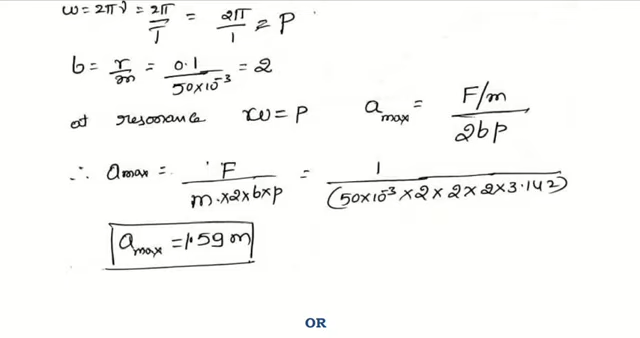 ω = 2πν = 2π/T = 2π/1 = P
b = r/m = 0.1/50×10⁻³ = 2
at resonance ω = P a_max = F/m / 2bp
∴ a_max = F / m·×2×b×p = 1 / (50×10⁻³ × 2 × 2 × 2 × 3.142)
a_max = 1.59 m
OR